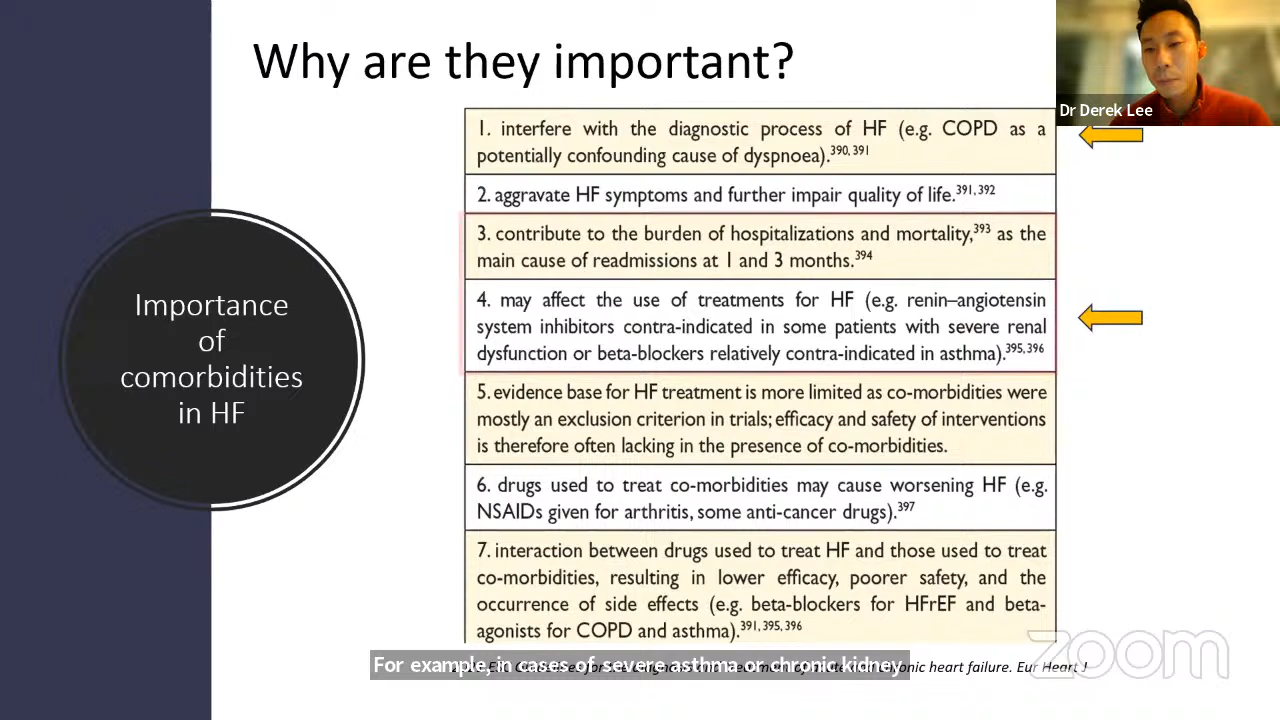 Why are they important?
Dr Derek Lee
Importance
of
comorbidities
in HF
1. interfere with the diagnostic process of HF (e.g. COPD as a
potentially confounding cause of dyspnoea).390, 391
2. aggravate HF symptoms and further impair quality of life.391, 392
3. contribute to the burden of hospitalizations and mortality,393 as the
main cause of readmissions at 1 and 3 months.394
4. may affect the use of treatments for HF (e.g. renin–angiotensin
system inhibitors contra-indicated in some patients with severe renal
dysfunction or beta-blockers relatively contra-indicated in asthma).395, 396
5. evidence base for HF treatment is more limited as co-morbidities were
mostly an exclusion criterion in trials; efficacy and safety of interventions
is therefore often lacking in the presence of co-morbidities.
6. drugs used to treat co-morbidities may cause worsening HF (e.g.
NSAIDs given for arthritis, some anti-cancer drugs).397
7. interaction between drugs used to treat HF and those used to treat
co-morbidities, resulting in lower efficacy, poorer safety, and the
occurrence of side effects (e.g. beta-blockers for HFrEF and beta-
agonists for COPD and asthma).391, 395, 396
For example, in cases of severe asthma or chronic kidney
onic heart failure. Eur Heart J
zoom